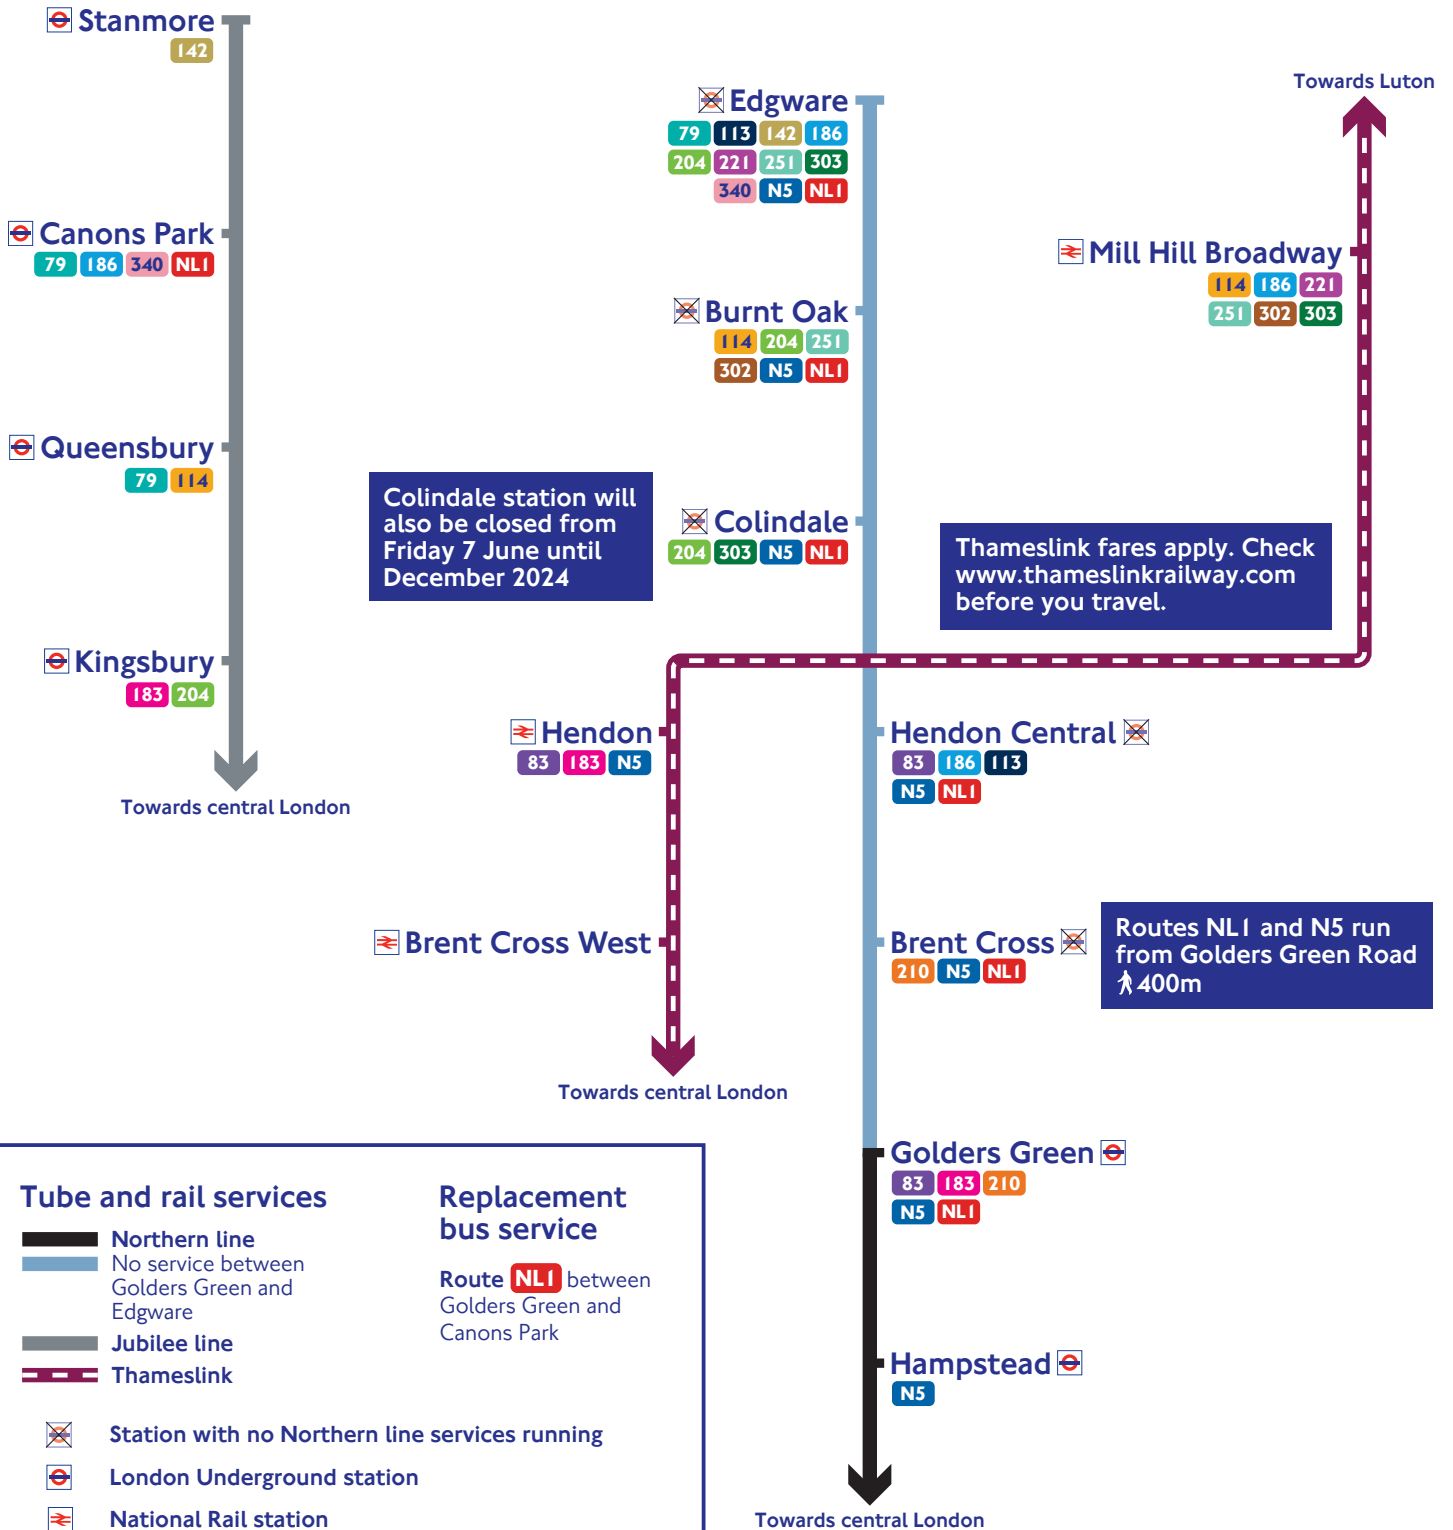 Stanmore
142
Canons Park
79 186 340 NL1
Queensbury
79 114
Kingsbury
183 204
Towards central London
Edgware
79 113 142 186
204 221 251 303
340 N5 NL1
Burnt Oak
114 204 251
302 N5 NL1
Colindale station will
also be closed from
Friday 7 June until
December 2024
Colindale
204 303 N5 NL1
Towards Luton
Mill Hill Broadway
114 186 221
251 302 303
Thameslink fares apply. Check
www.thameslinkrailway.com
before you travel.
Hendon
83 183 N5
Hendon Central
83 186 113
N5 NL1
Brent Cross West
Towards central London
Brent Cross
210 N5 NL1
Routes NL1 and N5 run
from Golders Green Road
400m
Golders Green
83 183 210
N5 NL1
Hampstead
N5
Towards central London
Tube and rail services
Northern line
No service between
Golders Green and
Edgware
Jubilee line
Thameslink
Replacement
bus service
Route NL1 between
Golders Green and
Canons Park
Station with no Northern line services running
London Underground station
National Rail station